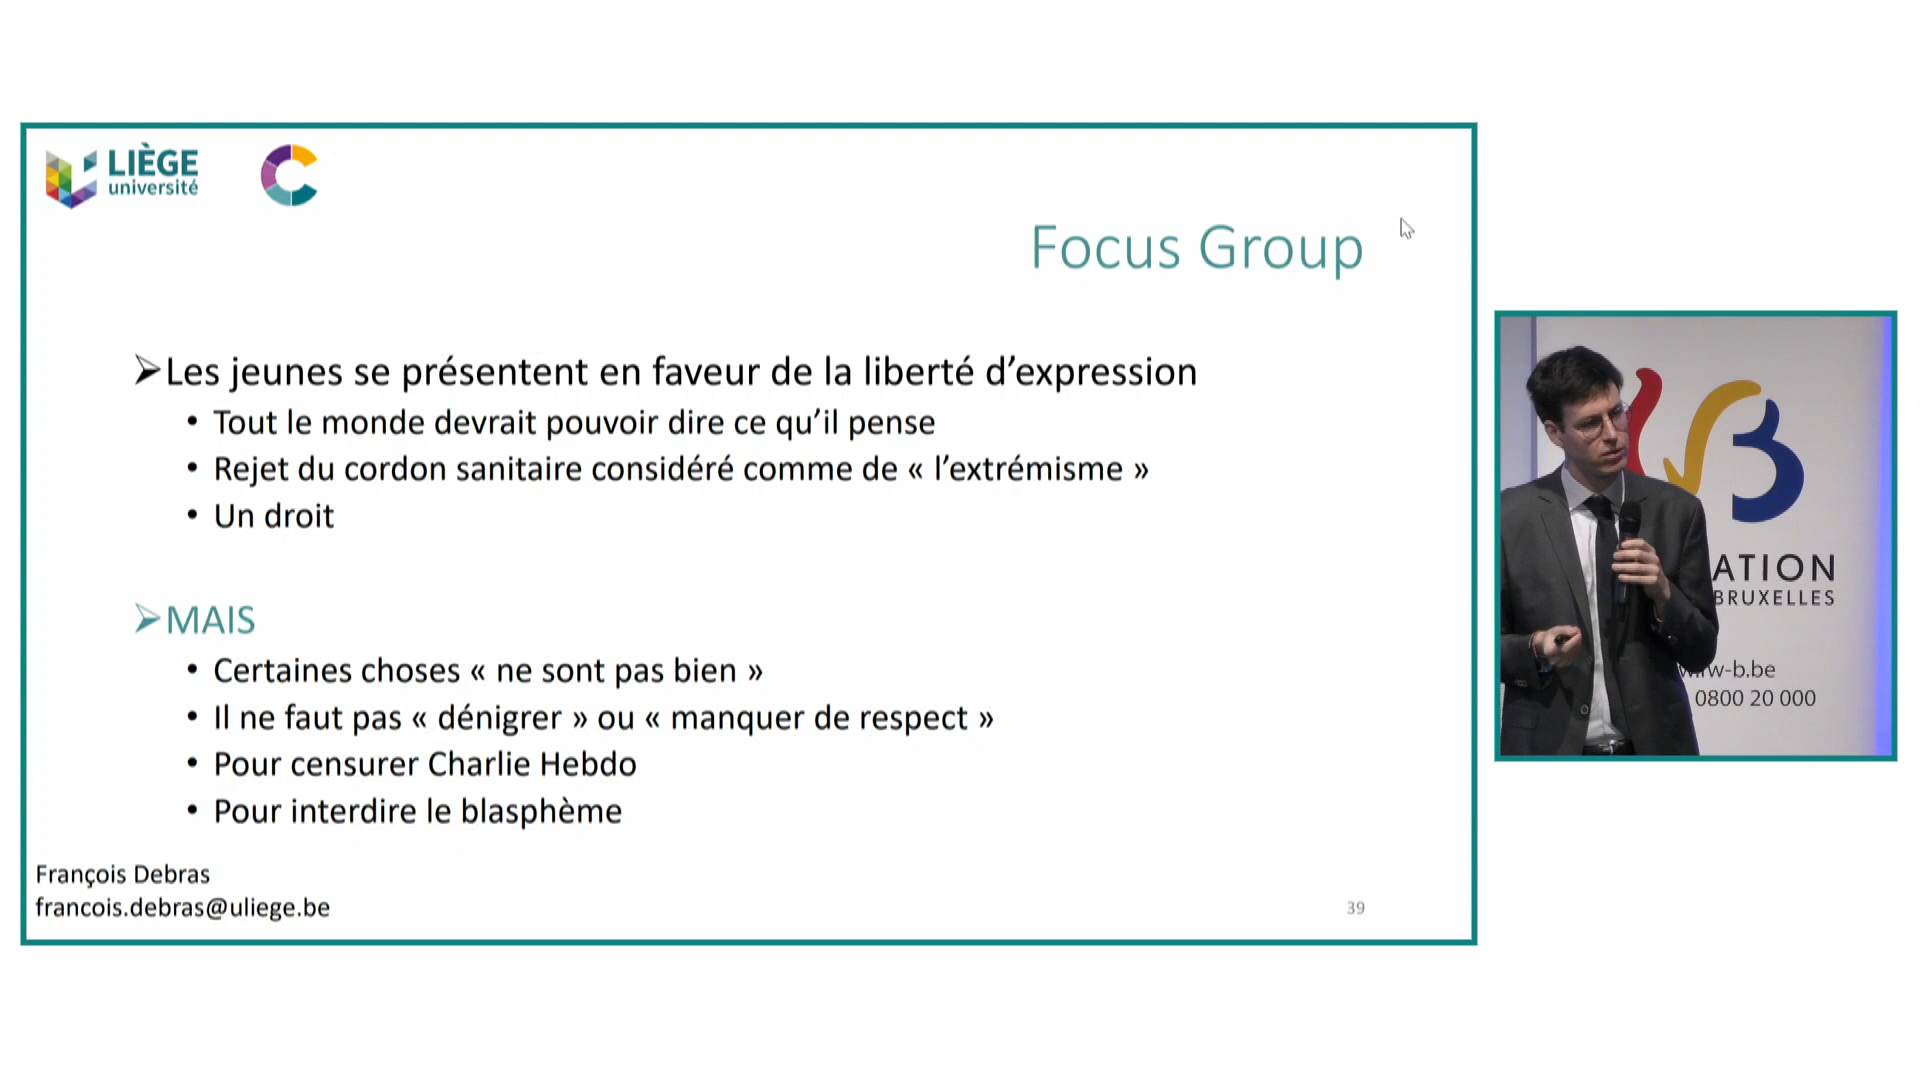 LIÈGE
université
Focus Group
Les jeunes se présentent en faveur de la liberté d’expression
• Tout le monde devrait pouvoir dire ce qu’il pense
• Rejet du cordon sanitaire considéré comme de « l’extrémisme »
• Un droit
MAIS
• Certaines choses « ne sont pas bien »
• Il ne faut pas « dénigrer » ou « manquer de respect »
• Pour censurer Charlie Hebdo
• Pour interdire le blasphème
François Debras
francois.debras@uliege.be
39
ATION
BRUXELLES
w-b.be
0800 20 000